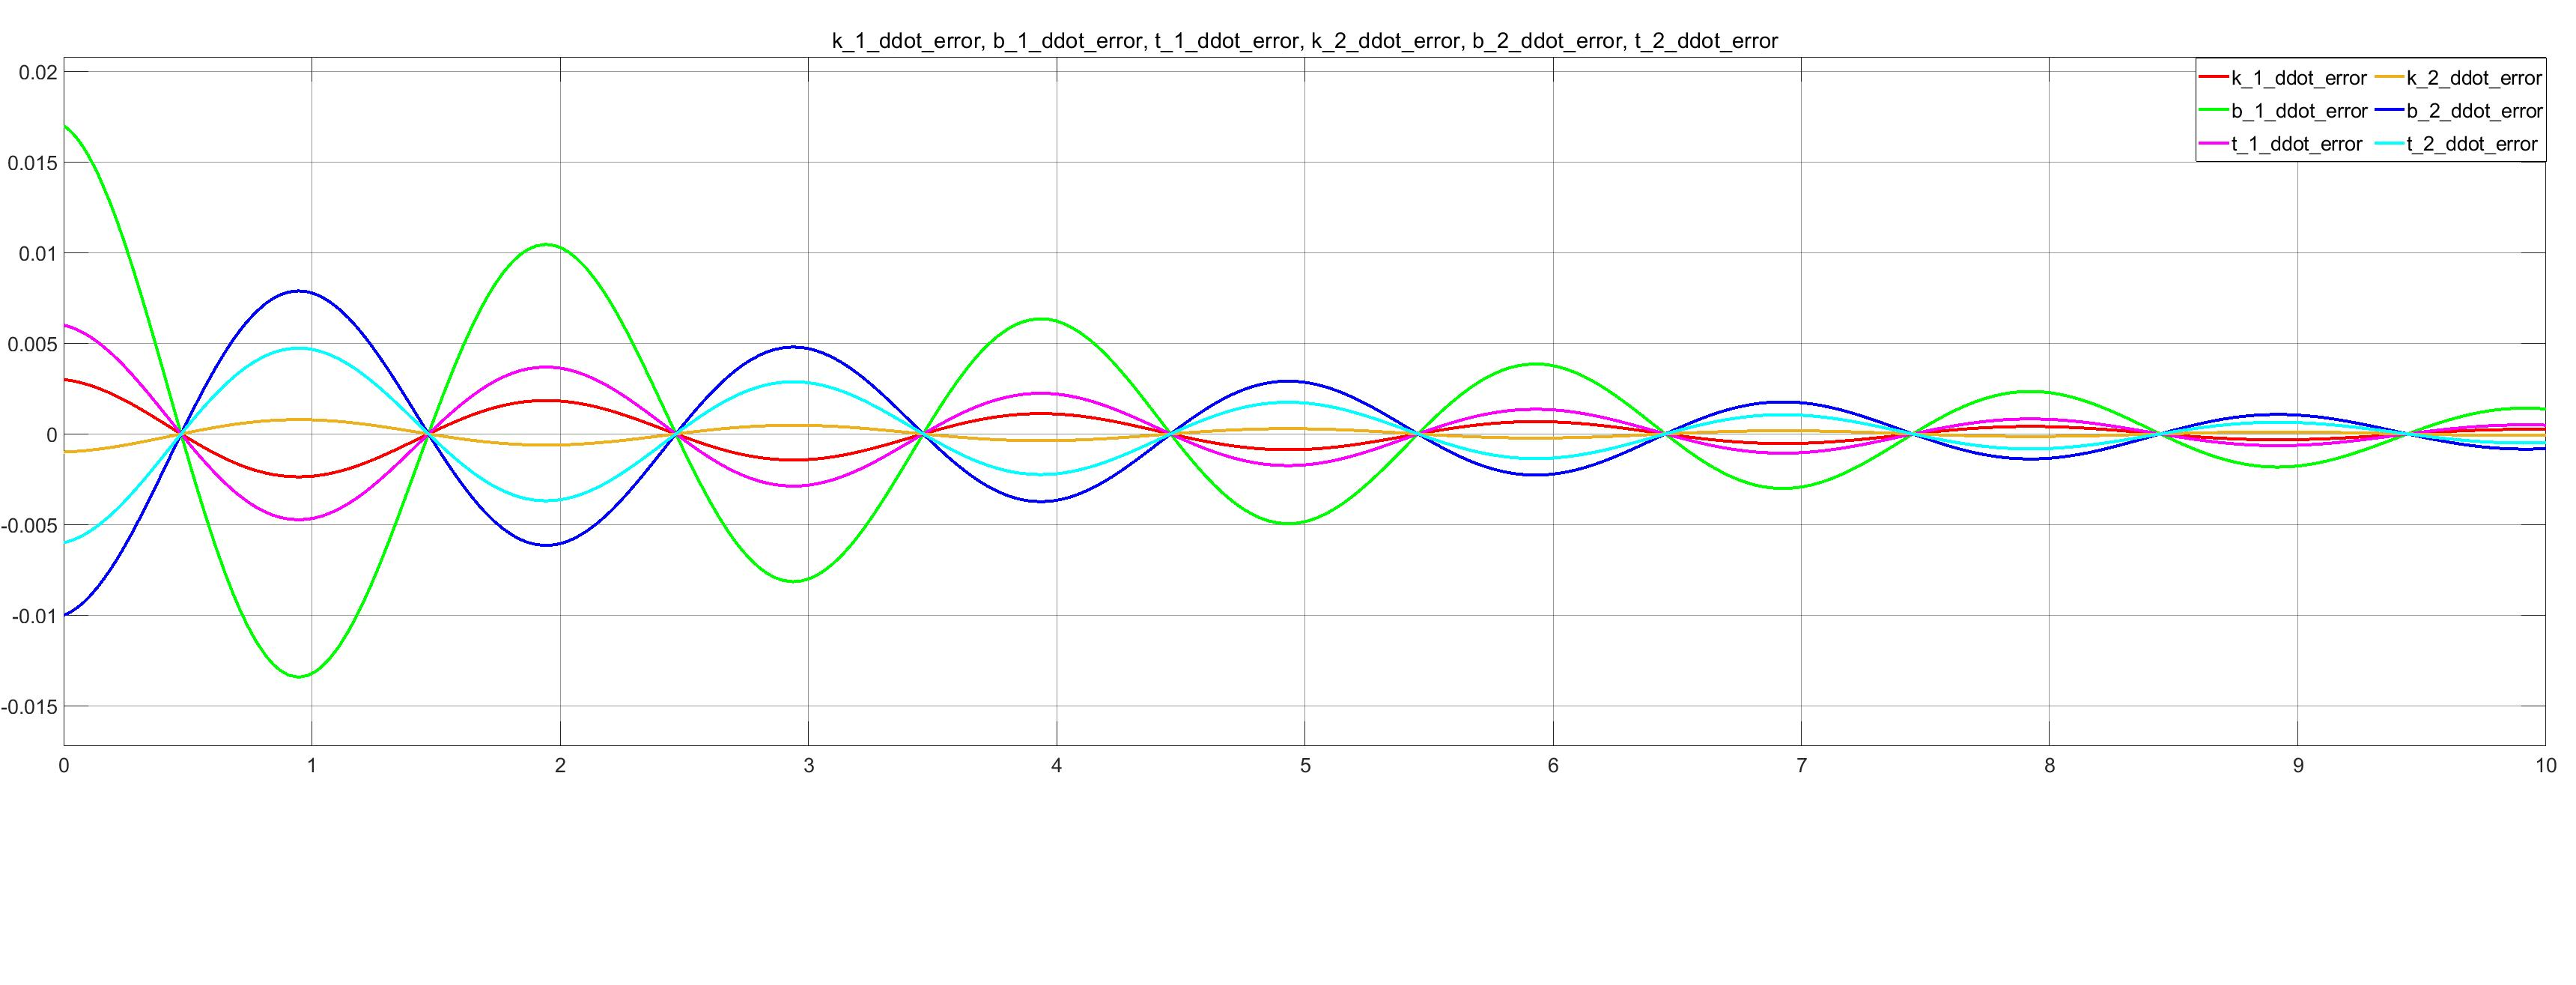 k_1_ddot_error, b_1_ddot_error, t_1_ddot_error, k_2_ddot_error, b_2_ddot_error, t_2_ddot_error
k_1_ddot_error k_2_ddot_error
b_1_ddot_error b_2_ddot_error
t_1_ddot_error t_2_ddot_error
0.02
0.015
0.01
0.005
0
-0.005
-0.01
-0.015
0 1 2 3 4 5 6 7 8 9 10